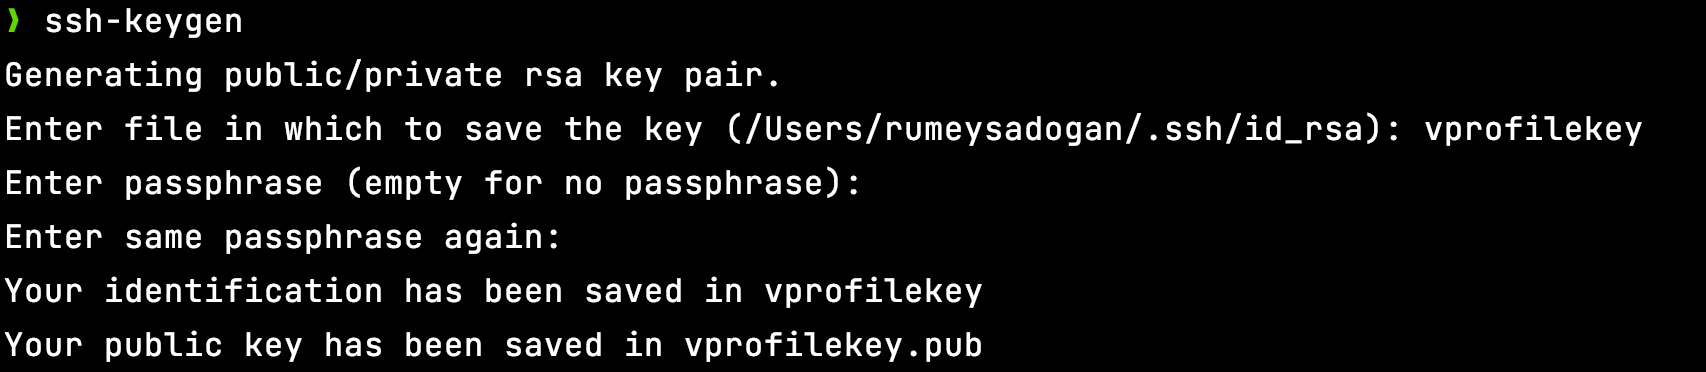 ❯ ssh-keygen
Generating public/private rsa key pair.
Enter file in which to save the key (/Users/rumeysadogan/.ssh/id_rsa): vprofilekey
Enter passphrase (empty for no passphrase):
Enter same passphrase again:
Your identification has been saved in vprofilekey
Your public key has been saved in vprofilekey.pub